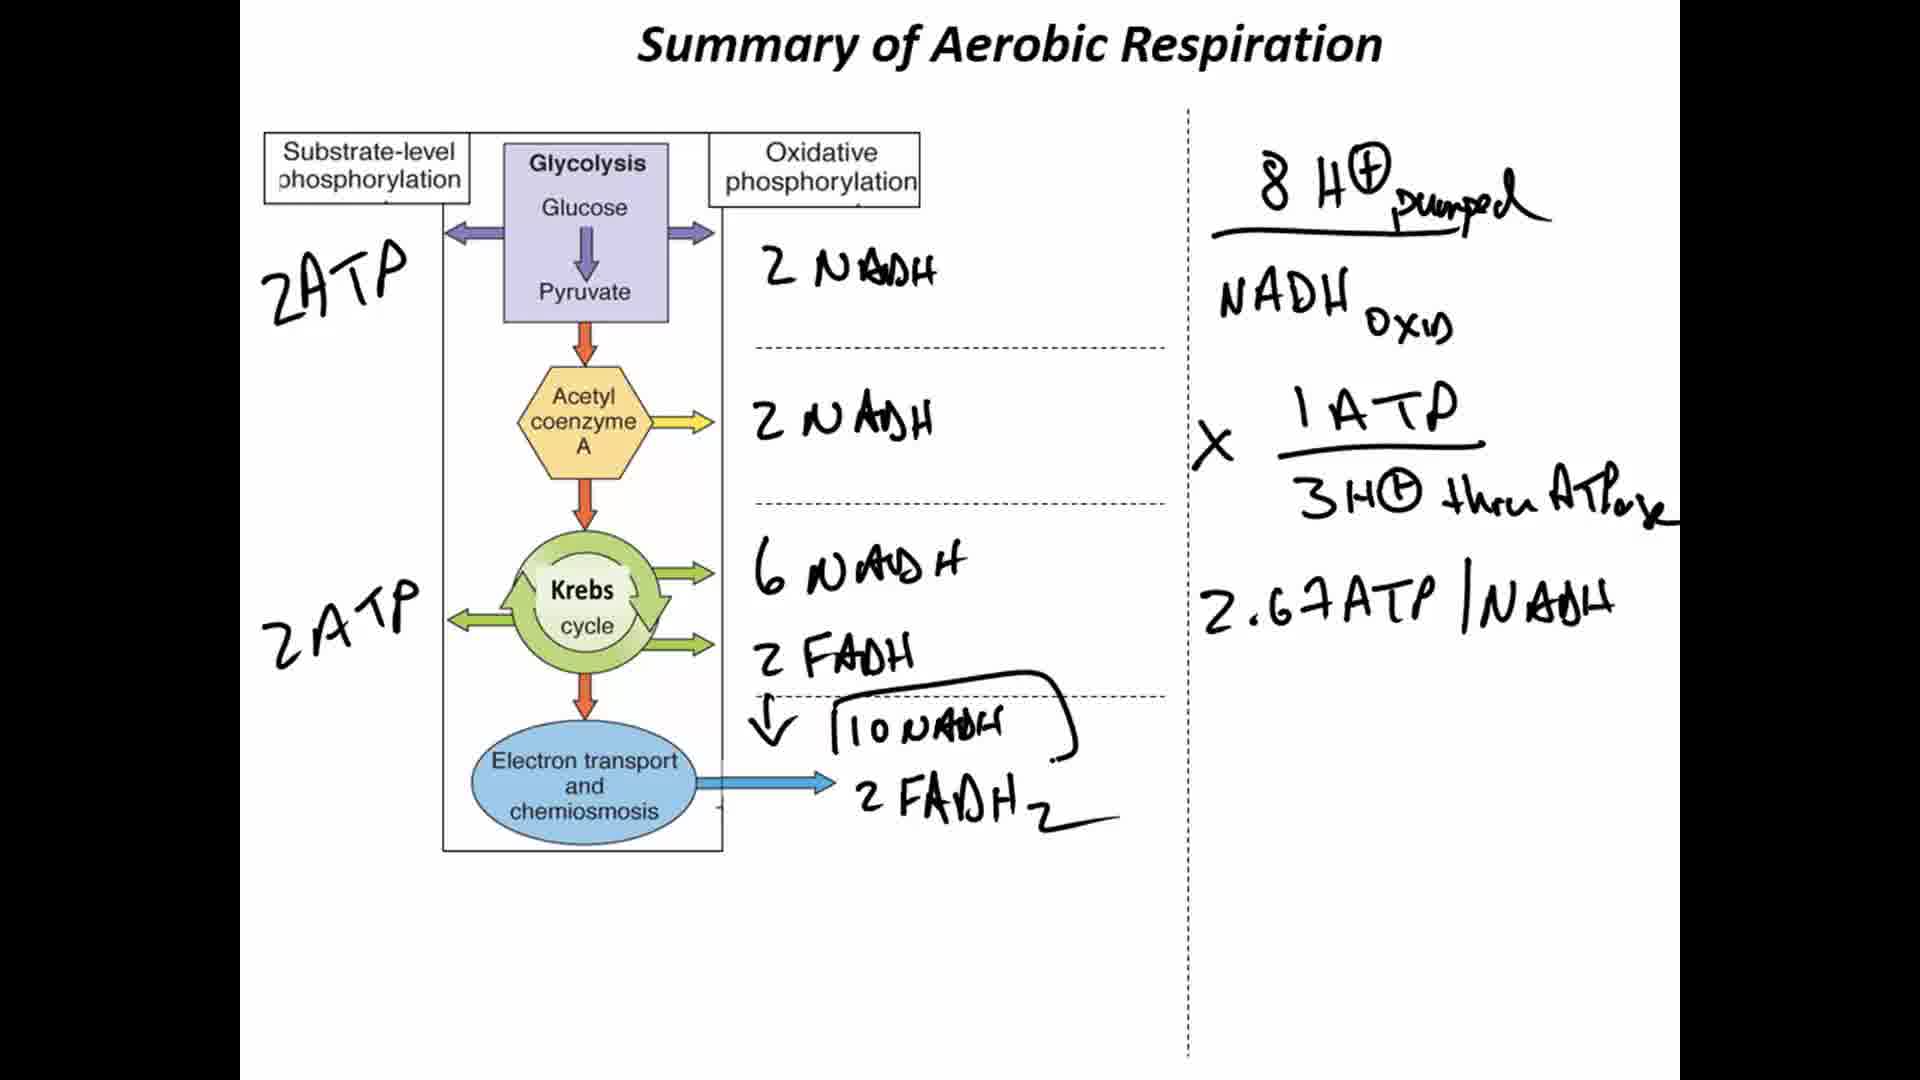 Summary of Aerobic Respiration
Substrate-level
phosphorylation
Glycolysis
Glucose
Pyruvate
Oxidative
phosphorylation
2ATP
2 NADH
Acetyl
coenzyme
A
2 NADH
Krebs
cycle
2ATP
6 NADH
2 FADH
10 NADH
2 FADH2
Electron transport
and
chemiosmosis
8 H+ pumped
NADH OXID
X 1 ATP
3H+ thru ATPase
2.67ATP/NADH